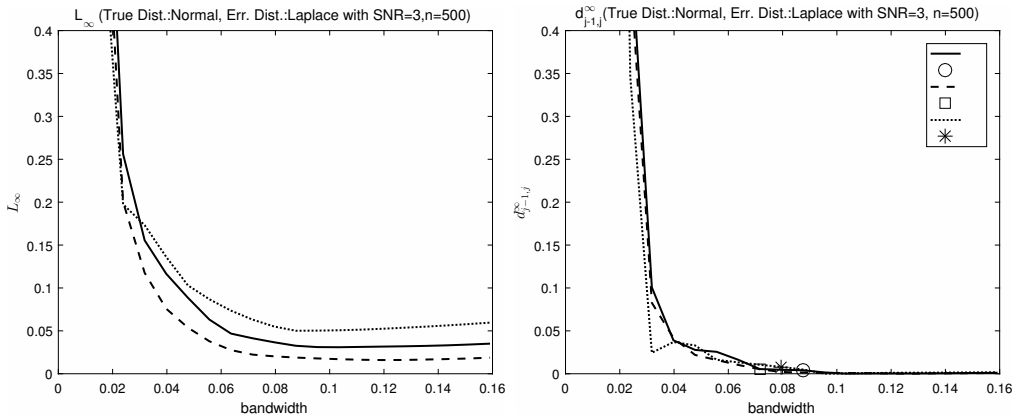 L∞ (True Dist.:Normal, Err. Dist.:Laplace with SNR=3,n=500)
0.4
0.35
0.3
0.25
0.2
0.15
0.1
0.05
0
L∞
0 0.02 0.04 0.06 0.08 0.1 0.12 0.14 0.16
bandwidth
d∞j-1,j(True Dist.:Normal, Err. Dist.:Laplace with SNR=3, n=500)
0.4
0.35
0.3
0.25
0.2
0.15
0.1
0.05
0
d∞j−1,j
0 0.02 0.04 0.06 0.08 0.1 0.12 0.14 0.16
bandwidth